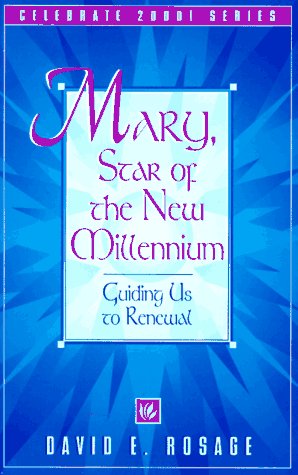 CELEBRATE 2000! SERIES
MARY,
STAR OF
THE NEW
MILLENNIUM
Guiding Us
to Renewal
DAVID E. ROSAGE